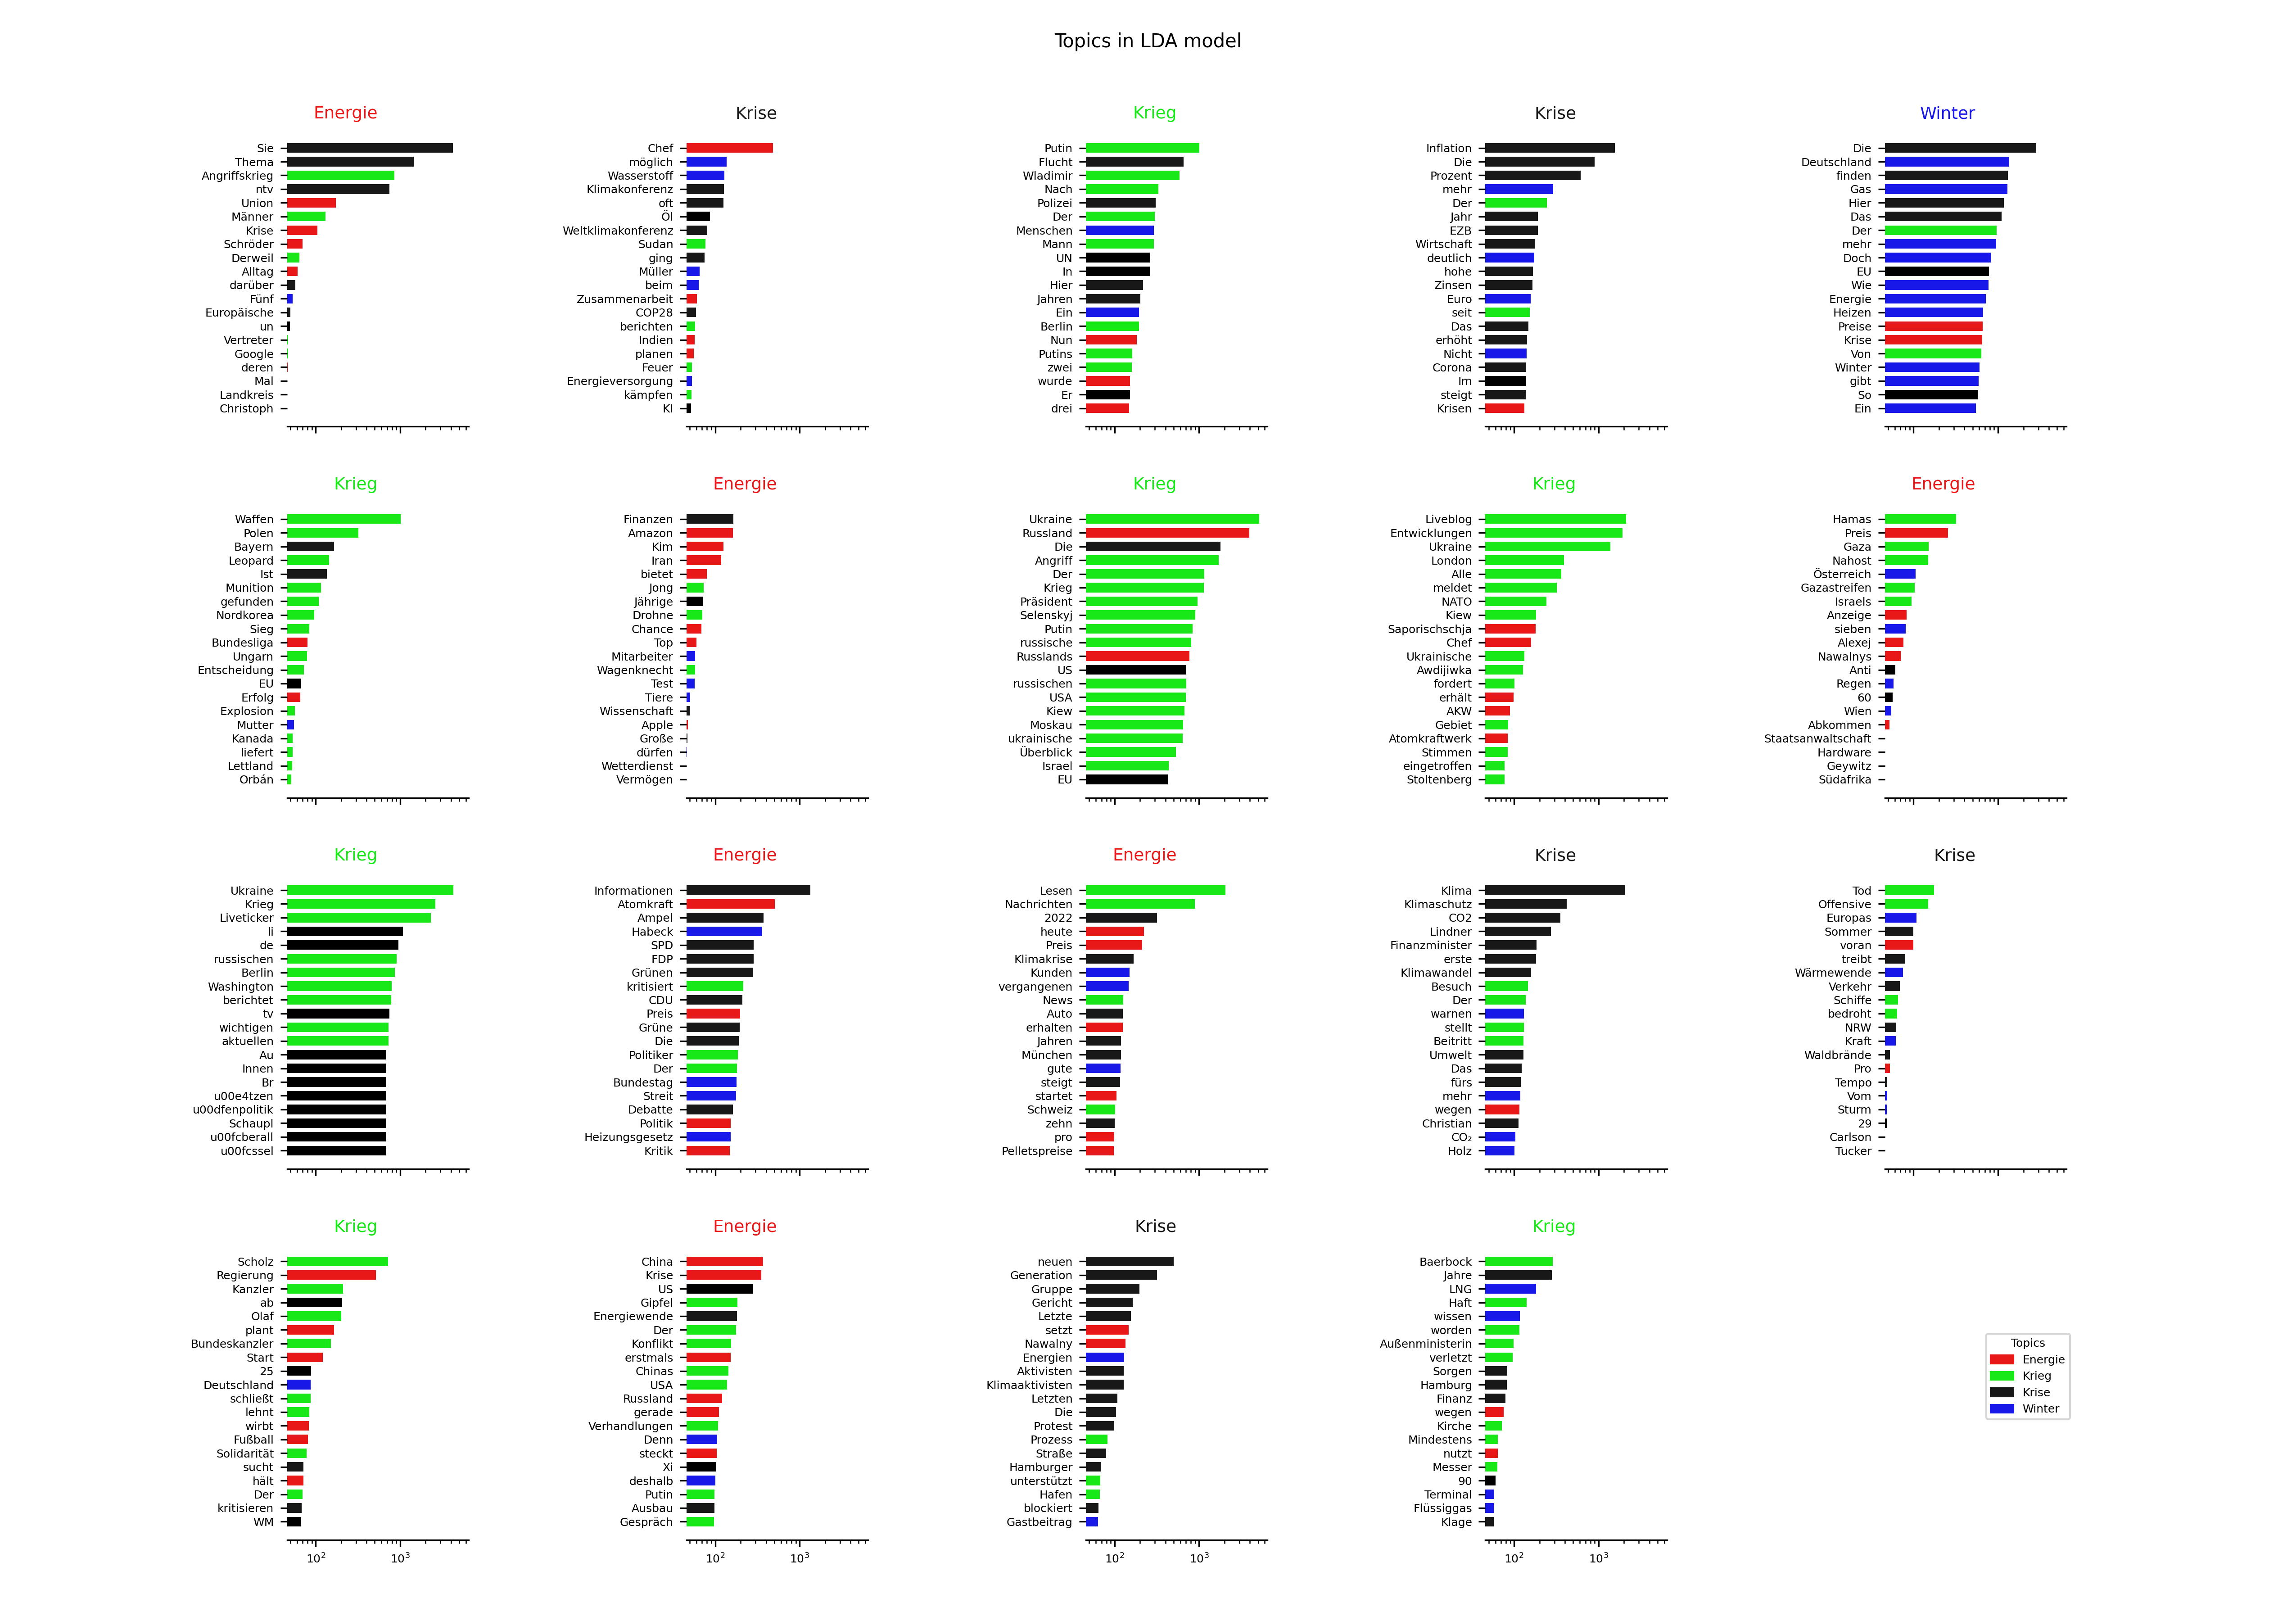 Topics in LDA model
Energie
Sie
Thema
Angriffskrieg
ntv
Union
Männer
Krise
Schröder
Derweil
Alltag
darüber
Fünf
Europäische
un
Vertreter
Google
deren
Mal
Landkreis
Christoph
Krise
Chef
möglich
Wasserstoff
Klimakonferenz
oft
Öl
Weltklimakonferenz
Sudan
ging
Müller
beim
Zusammenarbeit
COP28
berichten
Indien
planen
Feuer
Energieversorgung
kämpfen
KI
Krieg
Putin
Flucht
Wladimir
Nach
Polizei
Der
Menschen
Mann
UN
In
Hier
Jahren
Ein
Berlin
Nun
Putins
zwei
wurde
Er
drei
Krise
Inflation
Die
Prozent
mehr
Der
Jahr
EZB
Wirtschaft
deutlich
hohe
Zinsen
Euro
seit
Das
erhöht
Nicht
Corona
Im
steigt
Krisen
Winter
Die
Deutschland
finden
Gas
Hier
Das
Der
mehr
Doch
EU
Wie
Energie
Heizen
Preise
Krise
Von
Winter
gibt
So
Ein
Krieg
Waffen
Polen
Bayern
Leopard
Ist
Munition
gefunden
Nordkorea
Sieg
Bundesliga
Ungarn
Entscheidung
EU
Erfolg
Explosion
Mutter
Kanada
liefert
Lettland
Orbán
Energie
Finanzen
Amazon
Kim
Iran
bietet
Jong
Jährige
Drohne
Chance
Top
Mitarbeiter
Wagenknecht
Test
Tiere
Wissenschaft
Apple
Große
dürfen
Wetterdienst
Vermögen
Krieg
Ukraine
Russland
Die
Angriff
Der
Krieg
Präsident
Selenskyj
Putin
russische
Russlands
US
russischen
USA
Kiew
Moskau
ukrainische
Überblick
Israel
EU
Krieg
Liveblog
Entwicklungen
Ukraine
London
Alle
meldet
NATO
Kiew
Saporischschja
Chef
Ukrainische
Awdijiwka
fordert
erhält
AKW
Gebiet
Atomkraftwerk
Stimmen
eingetroffen
Stoltenberg
Energie
Hamas
Preis
Gaza
Nahost
Österreich
Gazastreifen
Israels
Anzeige
sieben
Alexej
Nawalnys
Anti
Regen
60
Wien
Abkommen
Staatsanwaltschaft
Hardware
Geywitz
Südafrika
Krieg
Ukraine
Krieg
Liveticker
li
de
russischen
Berlin
Washington
berichtet
tv
wichtigen
aktuellen
Au
Innen
Br
u00e4tzen
u00dfenpolitik
Schaupl
u00fcberall
u00fcssel
Energie
Informationen
Atomkraft
Ampel
Habeck
SPD
FDP
Grünen
kritisiert
CDU
Preis
Grüne
Die
Politiker
Der
Bundestag
Streit
Debatte
Politik
Heizungsgesetz
Kritik
Energie
Lesen
Nachrichten
2022
heute
Preis
Klimakrise
Kunden
vergangenen
News
Auto
erhalten
Jahren
München
gute
steigt
startet
Schweiz
zehn
pro
Pelletspreise
Krise
Klima
Klimaschutz
CO2
Lindner
Finanzminister
erste
Klimawandel
Besuch
Der
warnen
stellt
Beitritt
Umwelt
Das
fürs
mehr
wegen
Christian
CO₂
Holz
Krise
Tod
Offensive
Europas
Sommer
voran
treibt
Wärmewende
Verkehr
Schiffe
bedroht
NRW
Kraft
Waldbrände
Pro
Tempo
Vom
Sturm
29
Carlson
Tucker
Krieg
Scholz
Regierung
Kanzler
ab
Olaf
plant
Bundeskanzler
Start
25
Deutschland
schließt
lehnt
wirbt
Fußball
Solidarität
sucht
hält
Der
kritisieren
WM
10² 10³
Energie
China
Krise
US
Gipfel
Energiewende
Der
Konflikt
erstmals
Chinas
USA
Russland
gerade
Verhandlungen
Denn
steckt
Xi
deshalb
Putin
Ausbau
Gespräch
10² 10³
Krise
neuen
Generation
Gruppe
Gericht
Letzte
setzt
Nawalny
Energien
Aktivisten
Klimaaktivisten
Letzten
Die
Protest
Prozess
Straße
Hamburger
unterstützt
Hafen
blockiert
Gastbeitrag
10² 10³
Krieg
Baerbock
Jahre
LNG
Haft
wissen
worden
Außenministerin
verletzt
Sorgen
Hamburg
Finanz
wegen
Kirche
Mindestens
nutzt
Messer
90
Terminal
Flüssiggas
Klage
10² 10³
Topics
Energie
Krieg
Krise
Winter